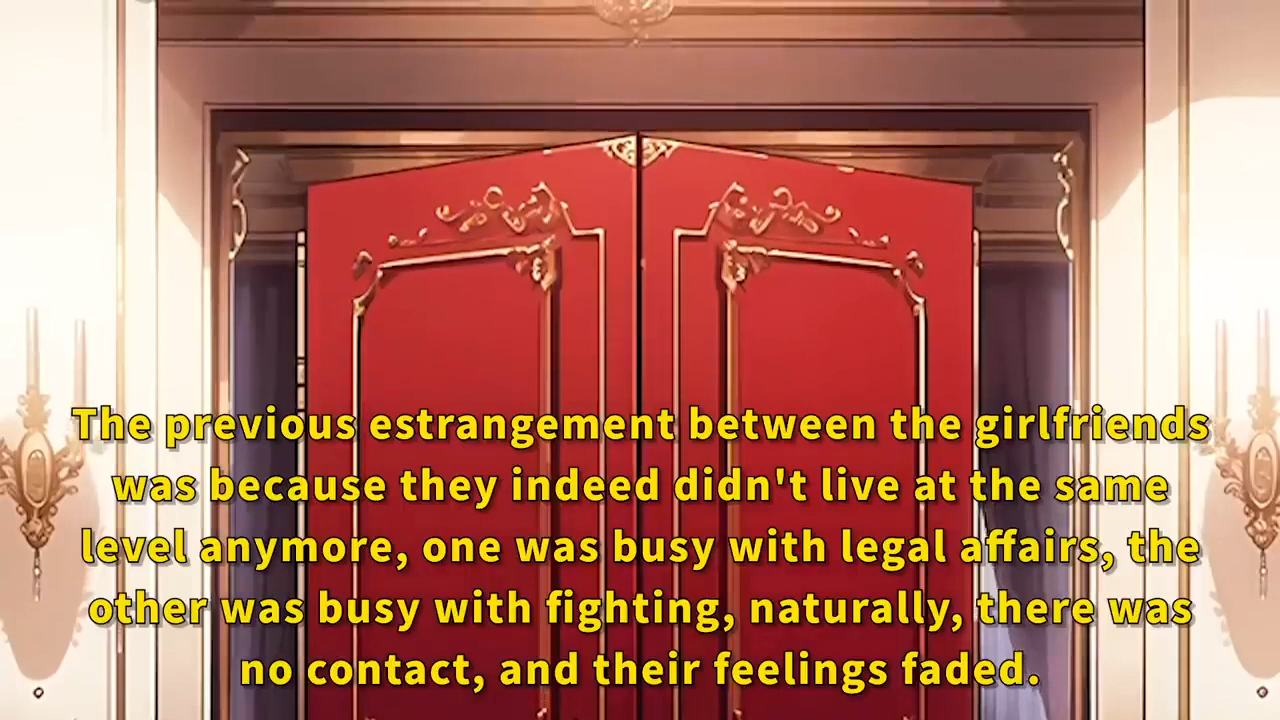 The previous estrangement between the girlfriends
was because they indeed didn't live at the same
level anymore, one was busy with legal affairs, the
other was busy with fighting, naturally, there was
no contact, and their feelings faded.